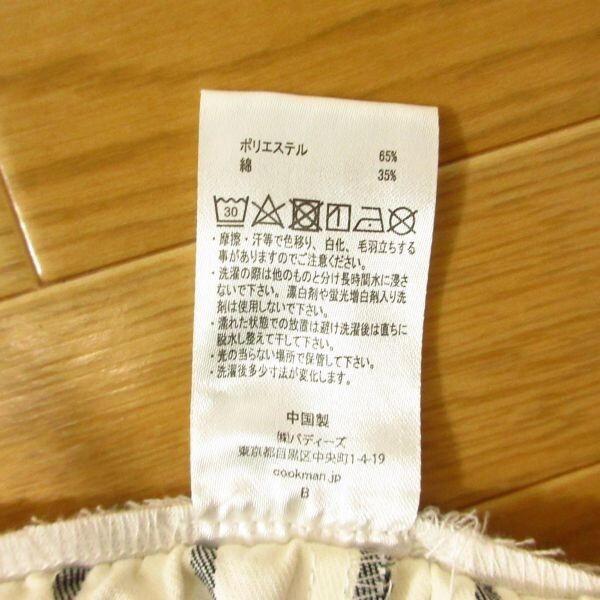 ポリエステル 65%
綿 35%
30
・摩擦・汗等で色移り、白化、毛羽立ちする
事がありますのでご注意ください。
・洗濯の際は他のものと分け長時間水に浸さ
ないで下さい。漂白剤や蛍光増白剤入り洗
剤は使用しないで下さい。
・濡れた状態での放置は避け洗濯後は直ちに
脱水し整えて干して下さい。
・光の当らない場所で保管して下さい。
・洗濯後多少寸法が変化します。
中国製
㈱バディーズ
東京都目黒区中央町1-4-19
cookman.jp
B